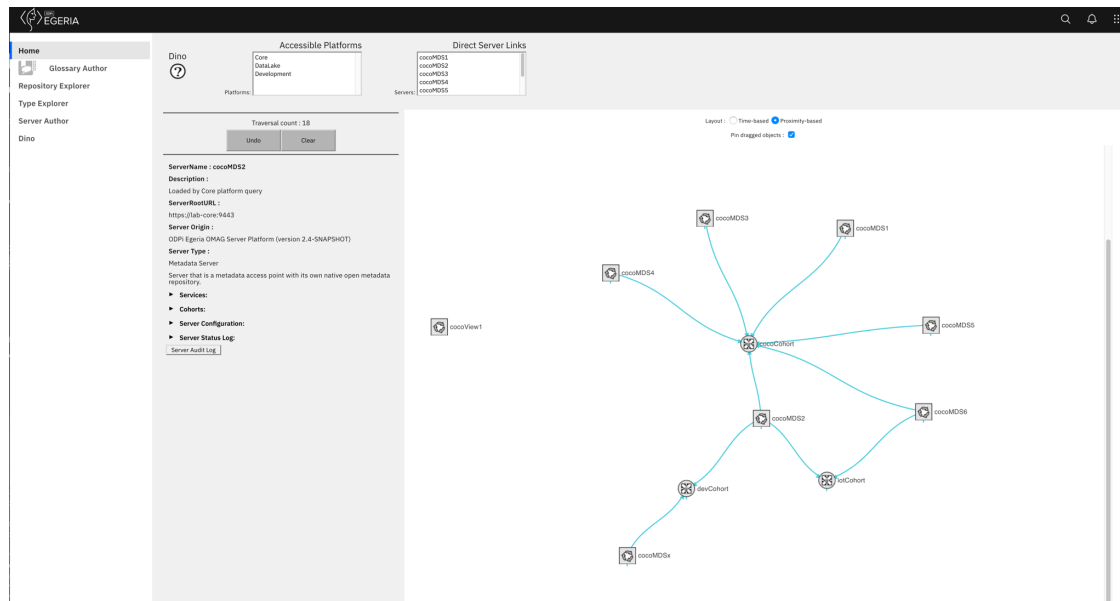 ODPi
EGERIA
Home
Glossary Author
Repository Explorer
Type Explorer
Server Author
Dino
Dino
?
Accessible Platforms
Platforms:
Core
DataLake
Development
Direct Server Links
Servers:
cocoMDS1
cocoMDS2
cocoMDS3
cocoMDS4
cocoMDS5
Traversal count : 18
Undo
Clear
ServerName : cocoMDS2
Description :
Loaded by Core platform query
ServerRootURL :
https://lab-core:9443
Server Origin :
ODPi Egeria OMAG Server Platform (version 2.4-SNAPSHOT)
Server Type :
Metadata Server
Server that is a metadata access point with its own native open metadata
repository.
Services:
Cohorts:
Server Configuration:
Server Status Log:
Server Audit Log
Layout : Time-based Proximity-based
Pin dragged objects :
cocoMDS3
cocoMDS1
cocoMDS4
cocoView1
cocoMDS5
cocoCohort
cocoMDS6
cocoMDS2
iotCohort
devCohort
cocoMDSx